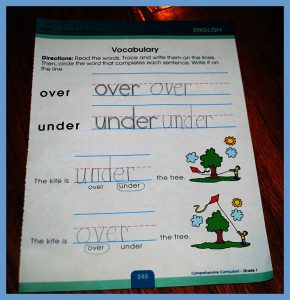 ENGLISH
Vocabulary
Directions: Read the words. Trace and write them on the lines.
Then, circle the word that completes each sentence. Write it on
the line.
over over over
under under under
The kite is under the tree.
over under
The kite is over the tree.
over under
245
Comprehensive Curriculum - Grade 1